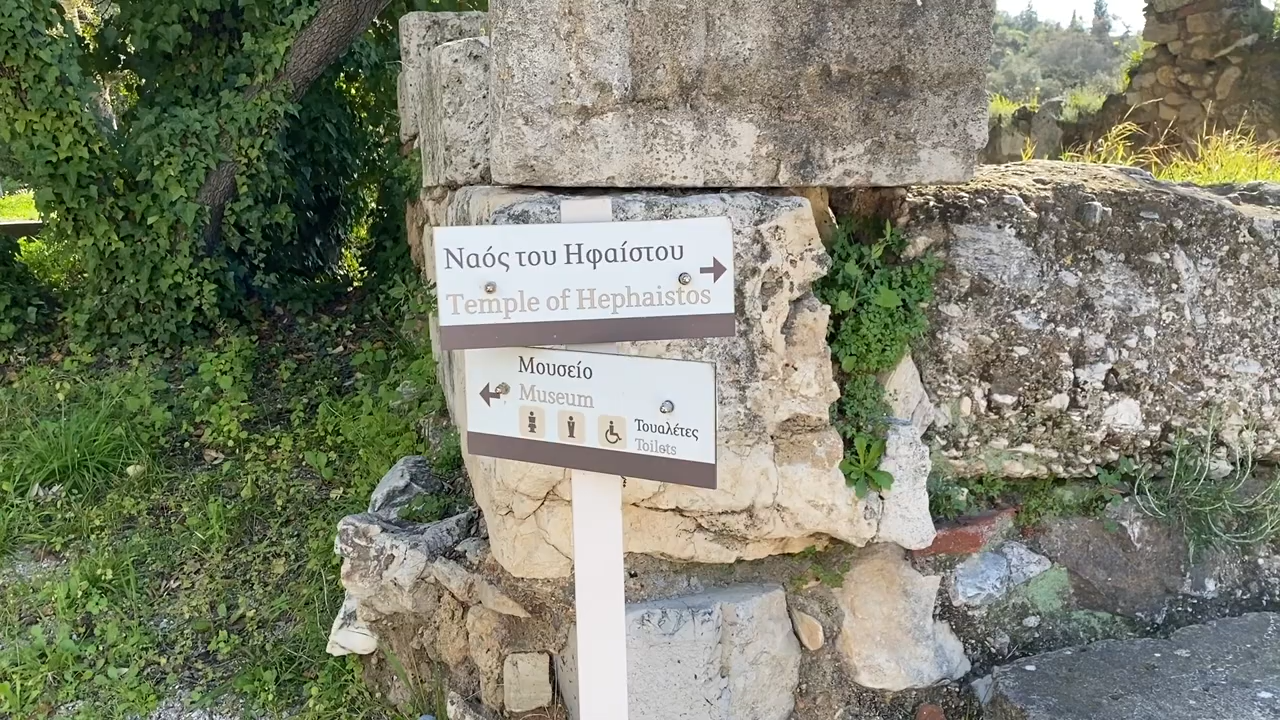 Ναός του Ηφαίστου
Temple of Hephaistos
Μουσείο
Museum
Τουαλέτες
Toilets